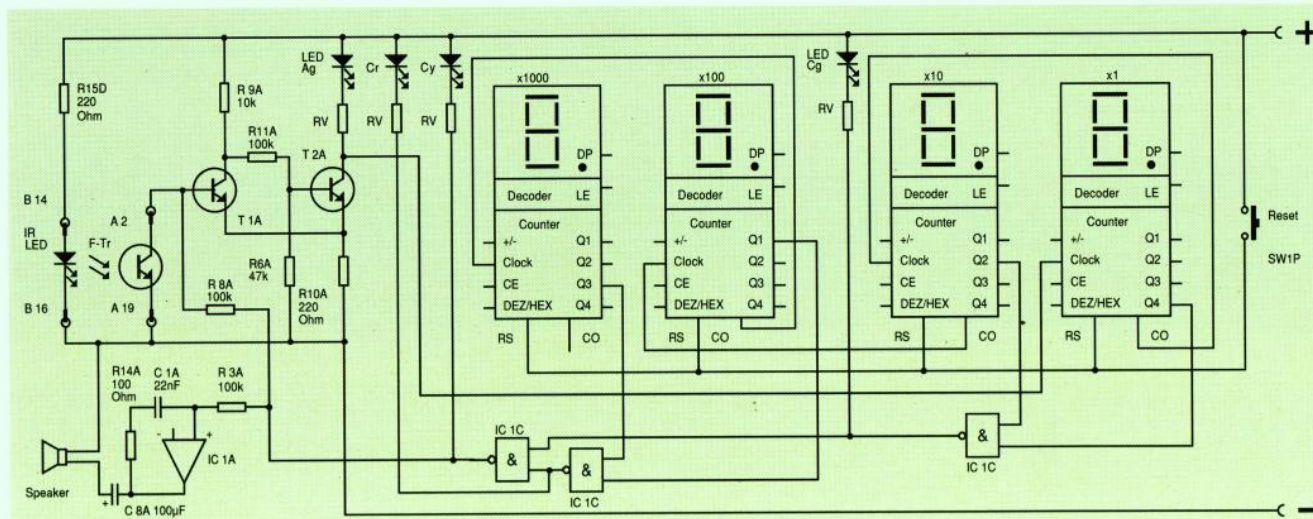 +
LED
Ag
Cr
Cy
LED
Cg
x1000
x100
x10
x1
R15D
220
Ohm
R 9A
10k
R11A
100k
RV
RV
RV
RV
T 2A
DP
DP
DP
DP
Decoder
LE
Decoder
LE
Decoder
LE
Decoder
LE
B 14
A 2
T 1A
Counter
Counter
Counter
Counter
Reset
IR
LED
F-Tr
+/-
Q1
+/-
Q1
+/-
Q1
+/-
Q1
SW1P
Clock
Q2
Clock
Q2
Clock
Q2
Clock
Q2
R6A
47k
R 8A
100k
R10A
220
Ohm
CE
Q3
CE
Q3
CE
Q3
CE
Q3
B 16
A 19
DEZ/HEX
Q4
DEZ/HEX
Q4
DEZ/HEX
Q4
DEZ/HEX
Q4
RS
CO
RS
CO
RS
CO
RS
CO
R14A
100
Ohm
C 1A
22nF
R 3A
100k
-
+
IC 1A
IC 1C
&
&
IC 1C
&
IC 1C
Speaker
+
C 8A 100µF
-